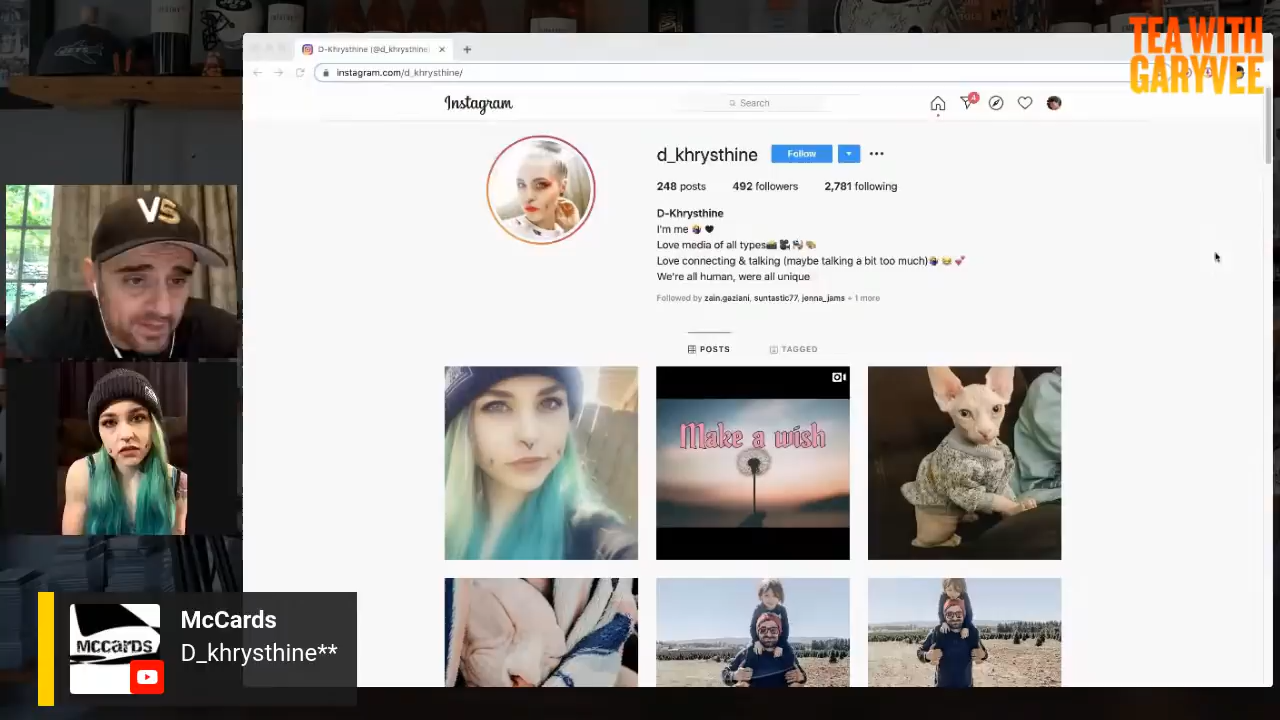 TEA WITH
GARYVEE
D-Khrysthine (@d_khrysthine)
instagram.com/d_khrysthine/
Instagram
Search
4
d_khrysthine
Follow
248 posts 492 followers 2,781 following
D-Khrysthine
I'm me 🤷‍♀️ 🖤
Love media of all types
Love connecting & talking (maybe talking a bit too much)
We're all human, were all unique
Followed by zain.gaziani, suntastic77, jenna_jams + 1 more
POSTS TAGGED
VS
Make a wish
McCards
McCards
D_khrysthine**